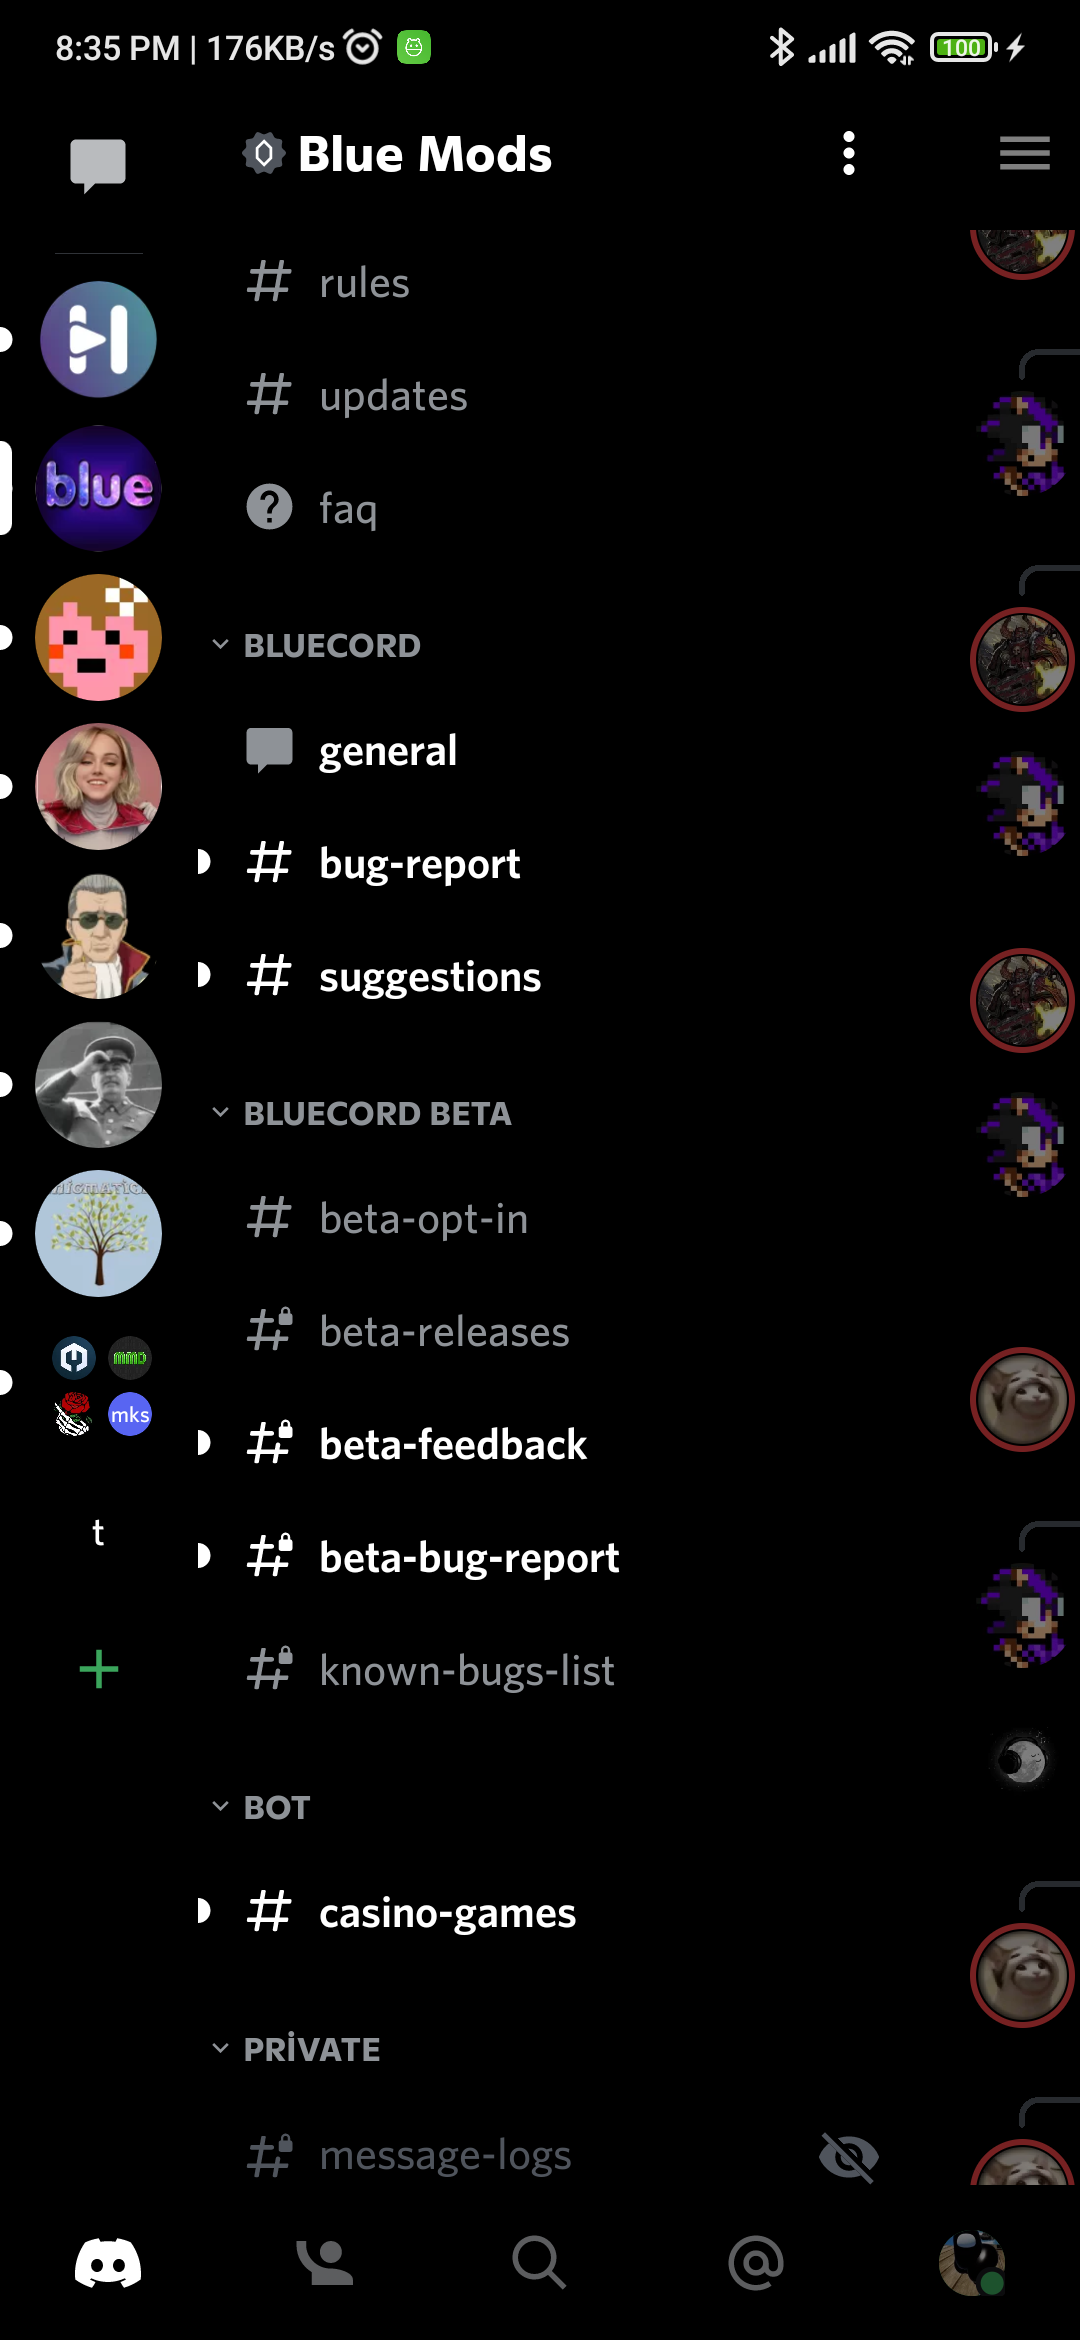 8:35 PM | 176KB/s
100
Blue Mods
rules
updates
faq
blue
BLUECORD
general
bug-report
suggestions
BLUECORD BETA
beta-opt-in
beta-releases
beta-feedback
beta-bug-report
known-bugs-list
mks
t
BOT
casino-games
PRİVATE
message-logs